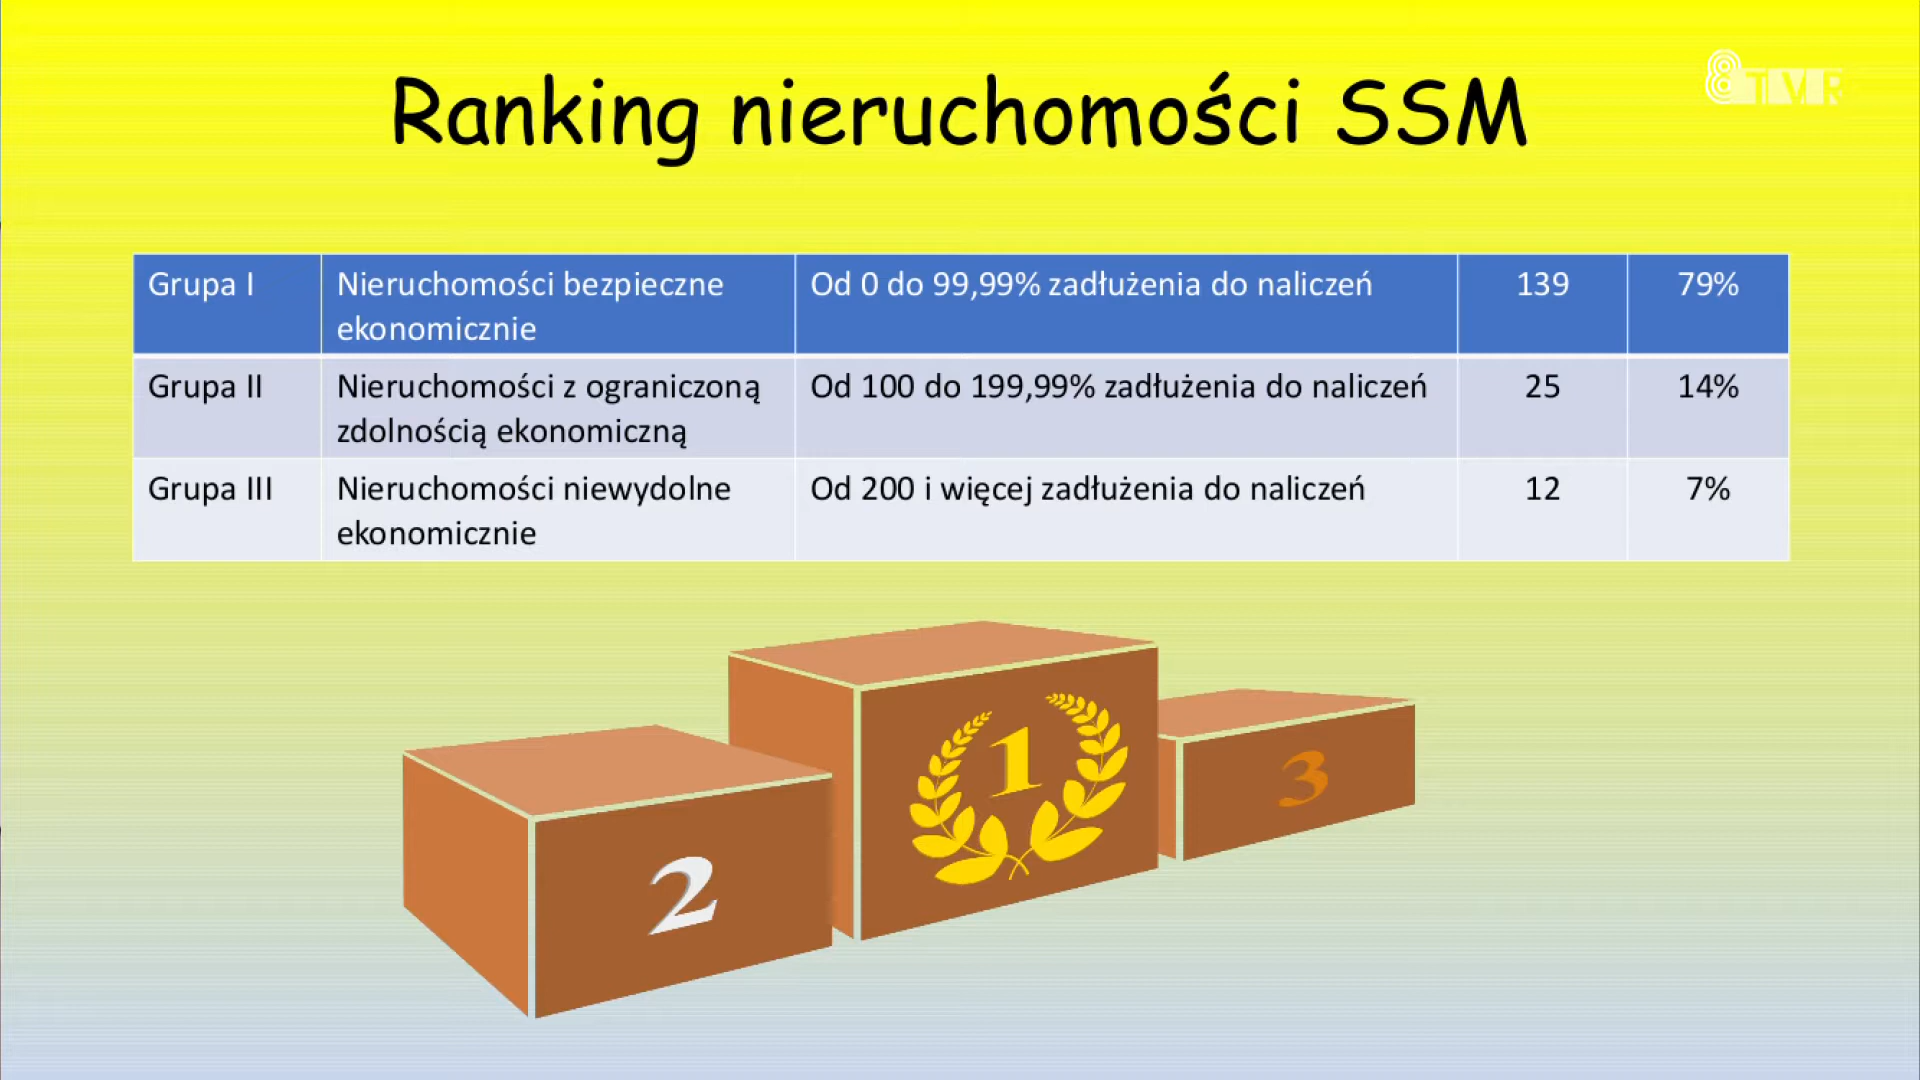 Ranking nieruchomości SSM
8TVR
Grupa I
Nieruchomości bezpieczne
ekonomicznie
Od 0 do 99,99% zadłużenia do naliczeń
139
79%
Grupa II
Nieruchomości z ograniczoną
zdolnością ekonomiczną
Od 100 do 199,99% zadłużenia do naliczeń
25
14%
Grupa III
Nieruchomości niewydolne
ekonomicznie
Od 200 i więcej zadłużenia do naliczeń
12
7%
2
1
3